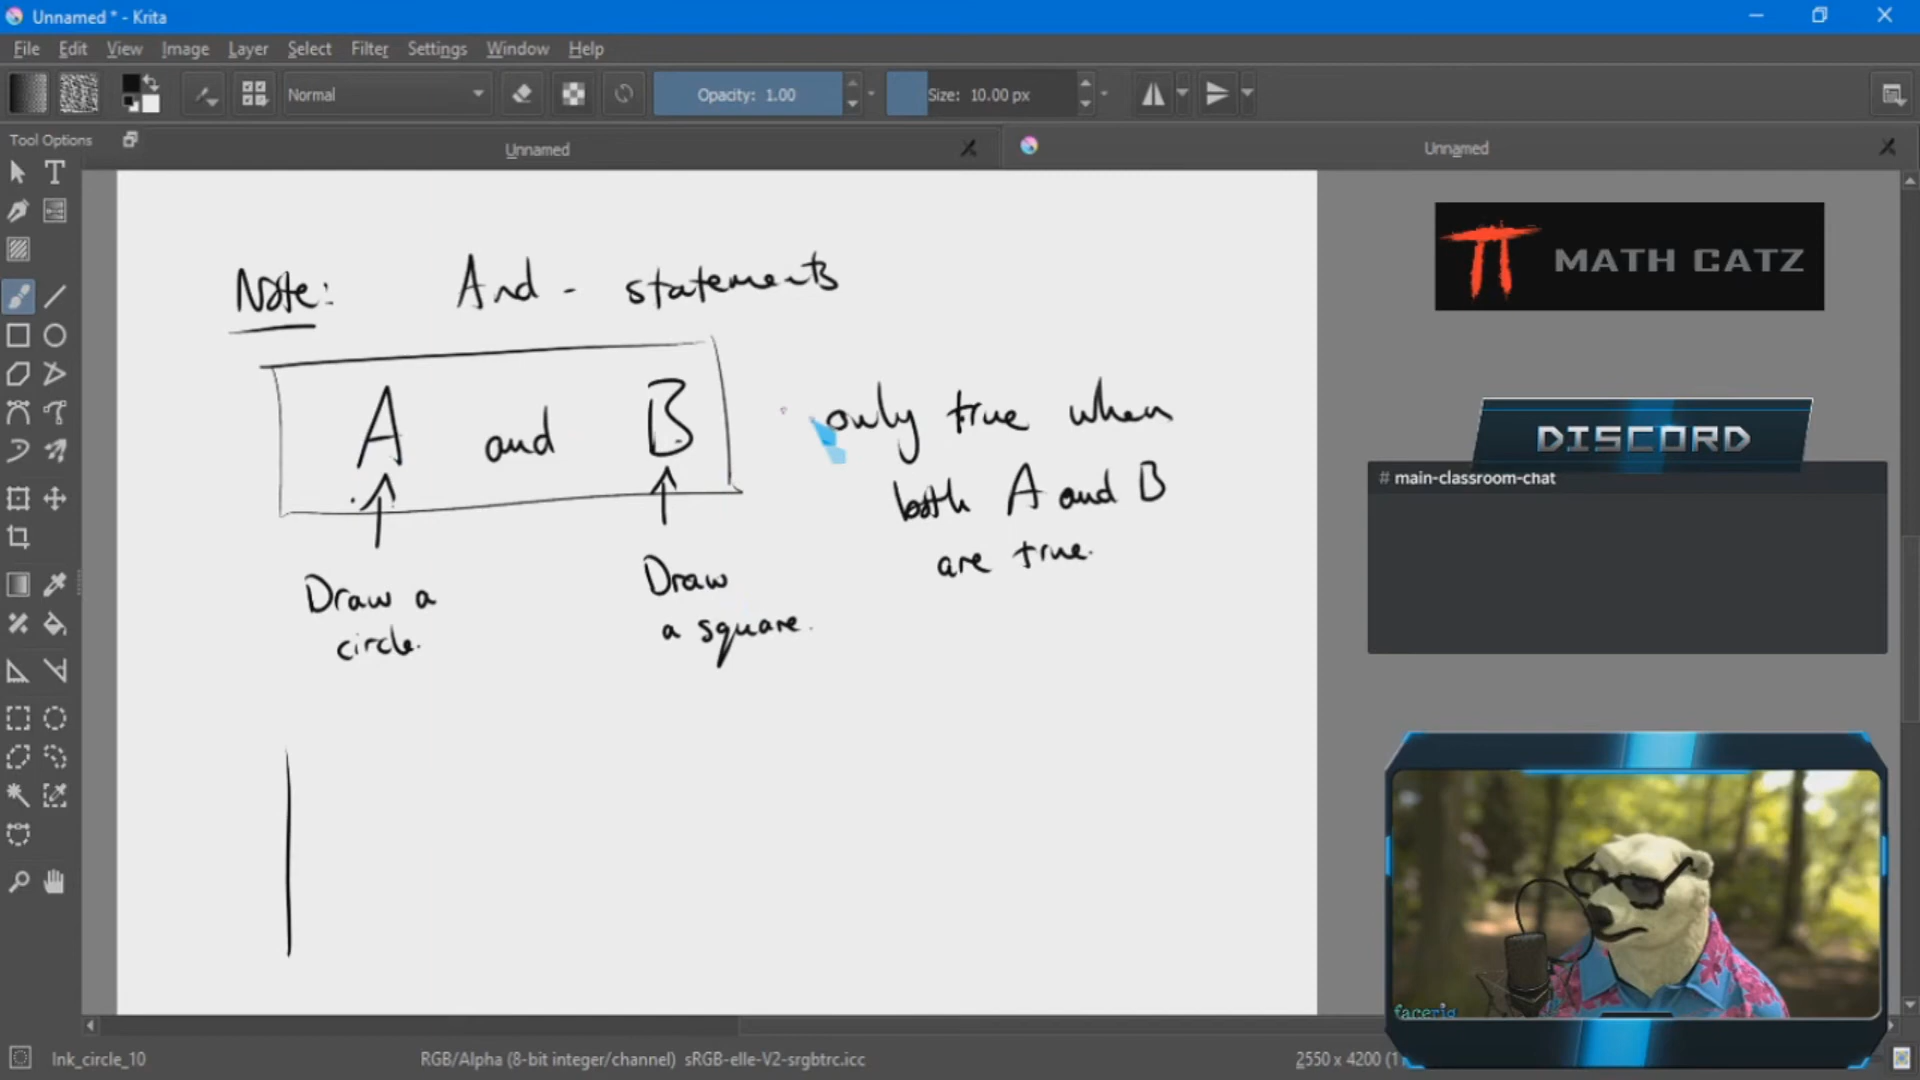 Unnamed * - Krita
File Edit View Image Layer Select Filter Settings Window Help
Normal Opacity: 1.00 Size: 10.00 px
Tool Options
Unnamed Unnamed
Note: And - statements
A and B only true when
both A and B
are true.
Draw a
circle.
Draw
a square.
MATH CATZ
DISCORD
# main-classroom-chat
facerig
Ink_circle_10 RGB/Alpha (8-bit integer/channel) sRGB-elle-V2-srgbtrc.icc 2550 x 4200 (1